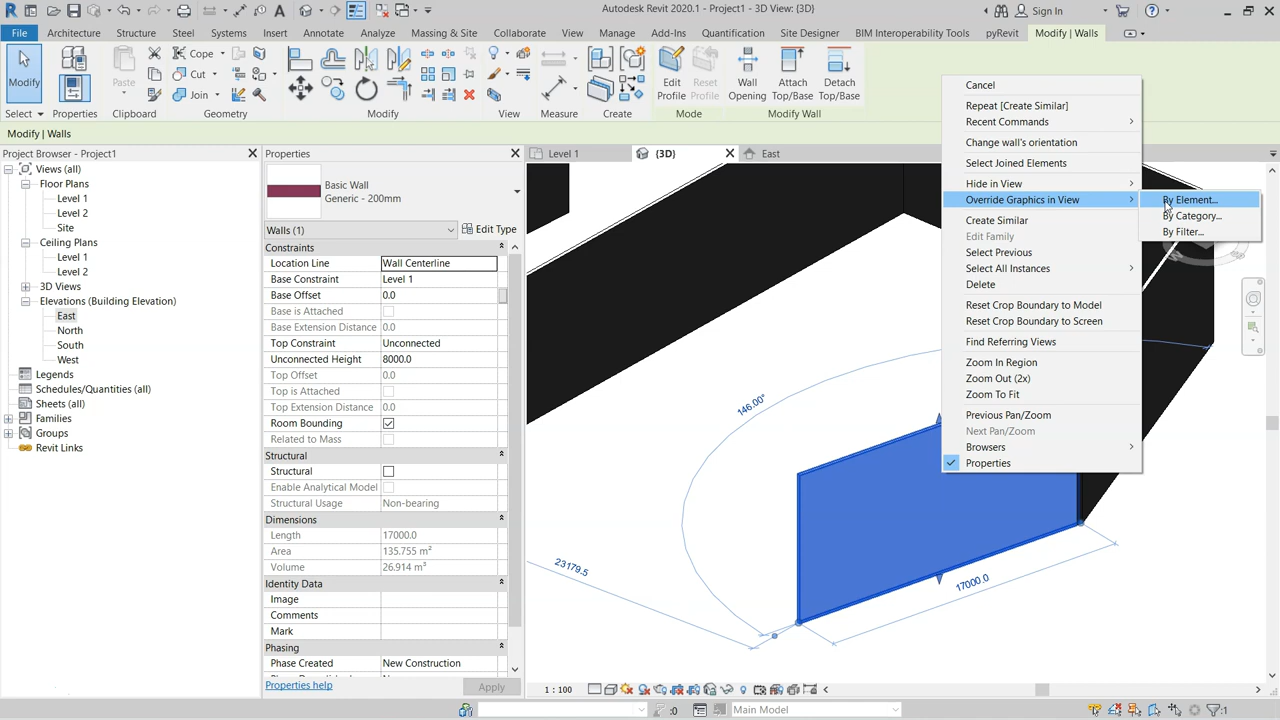 Autodesk Revit 2020.1 - Project1 - 3D View: {3D}
Sign In
File Architecture Structure Steel Systems Insert Annotate Analyze Massing & Site Collaborate View Manage Add-Ins Quantification Site Designer BIM Interoperability Tools pyRevit Modify | Walls
Modify
Paste
Cope
Cut
Join
Edit Profile
Reset Profile
Wall Opening
Attach Top/Base
Detach Top/Base
Select Properties Clipboard Geometry Modify View Measure Create Mode Modify Wall
Modify | Walls
Project Browser - Project1
Views (all)
Floor Plans
Level 1
Level 2
Site
Ceiling Plans
Level 1
Level 2
3D Views
Elevations (Building Elevation)
East
North
South
West
Legends
Schedules/Quantities (all)
Sheets (all)
Families
Groups
Revit Links
Properties
Basic Wall
Generic - 200mm
Walls (1) Edit Type
Constraints
Location Line Wall Centerline
Base Constraint Level 1
Base Offset 0.0
Base is Attached
Base Extension Distance 0.0
Top Constraint Unconnected
Unconnected Height 8000.0
Top Offset 0.0
Top is Attached
Top Extension Distance 0.0
Room Bounding
Related to Mass
Structural
Structural
Enable Analytical Model
Structural Usage Non-bearing
Dimensions
Length 17000.0
Area 135.755 m²
Volume 26.914 m³
Identity Data
Image
Comments
Mark
Phasing
Phase Created New Construction
Properties help Apply
Level 1 {3D} East
146.00°
23179.5
17000.0
Cancel
Repeat [Create Similar]
Recent Commands
Change wall's orientation
Select Joined Elements
Hide in View
Override Graphics in View
Create Similar
Edit Family
Select Previous
Select All Instances
Delete
Reset Crop Boundary to Model
Reset Crop Boundary to Screen
Find Referring Views
Zoom In Region
Zoom Out (2x)
Zoom To Fit
Previous Pan/Zoom
Next Pan/Zoom
Browsers
Properties
By Element...
By Category...
By Filter...
1 : 100
:0 Main Model :1